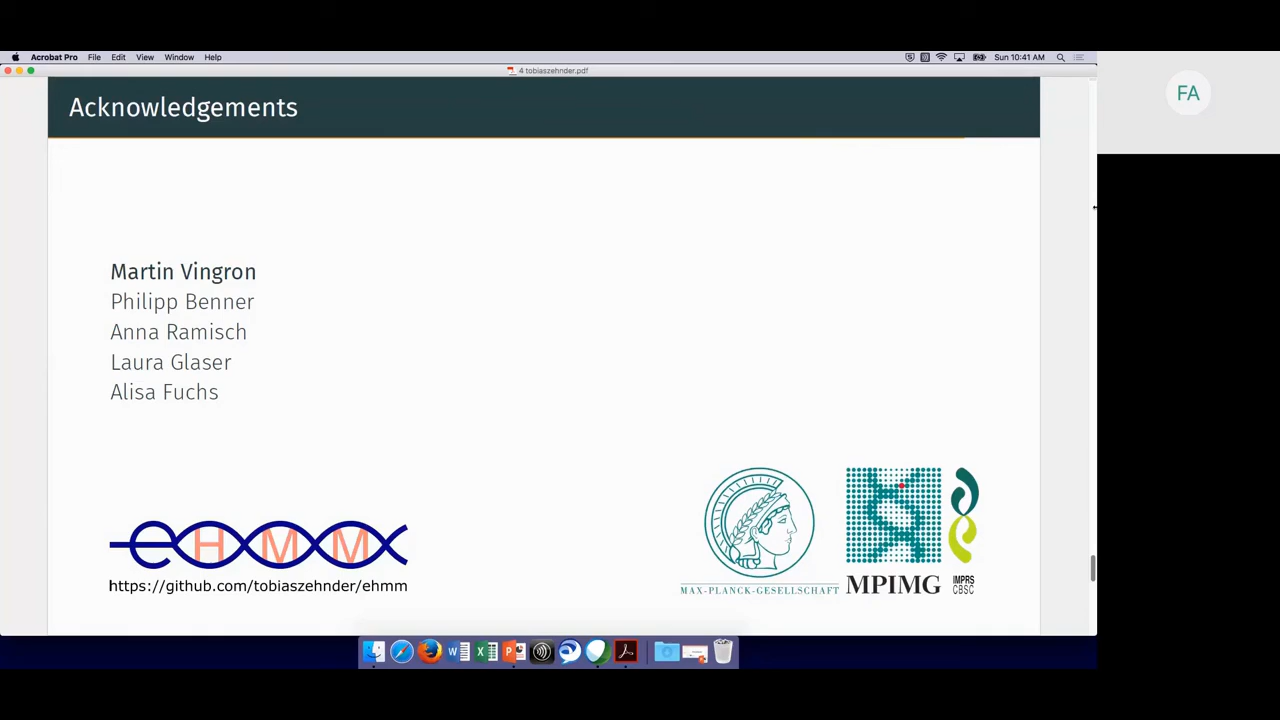 Acrobat Pro File Edit View Window Help Sun 10:41 AM
4 tobiaszehnder.pdf
FA
Acknowledgements
Martin Vingron
Philipp Benner
Anna Ramisch
Laura Glaser
Alisa Fuchs
eHMM
https://github.com/tobiaszehnder/ehmm
MAX-PLANCK-GESELLSCHAFT
MPIMG
IMPRS
CBSC